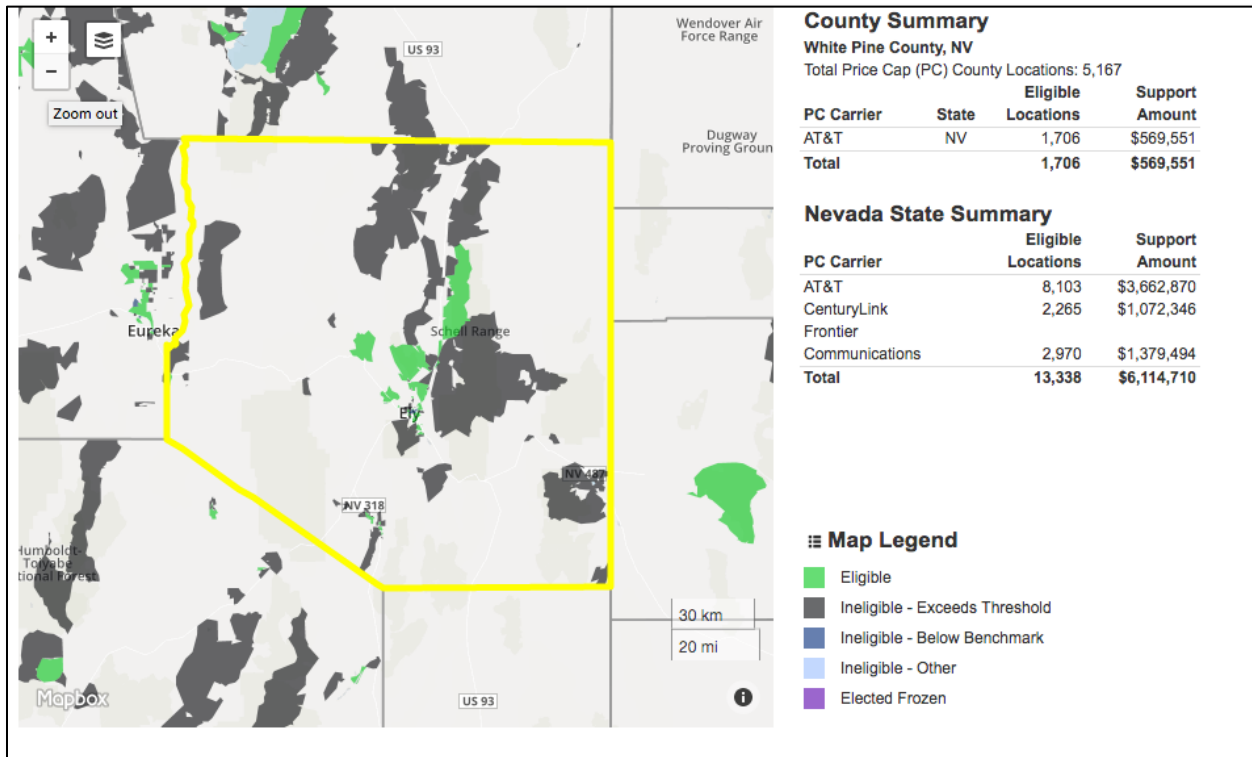 +
−
Zoom out
US 93
Wendover Air
Force Range
Dugway
Proving Groun
Eureka
Schell Range
Ely
NV 487
NV 318
Humboldt-
Toiyabe
tional Forest
30 km
20 mi
US 93
Mapbox
i
County Summary
White Pine County, NV
Total Price Cap (PC) County Locations: 5,167
Eligible Support
PC Carrier State Locations Amount
AT&T NV 1,706 $569,551
Total 1,706 $569,551
Nevada State Summary
Eligible Support
PC Carrier Locations Amount
AT&T 8,103 $3,662,870
CenturyLink 2,265 $1,072,346
Frontier
Communications 2,970 $1,379,494
Total 13,338 $6,114,710
Map Legend
Eligible
Ineligible - Exceeds Threshold
Ineligible - Below Benchmark
Ineligible - Other
Elected Frozen